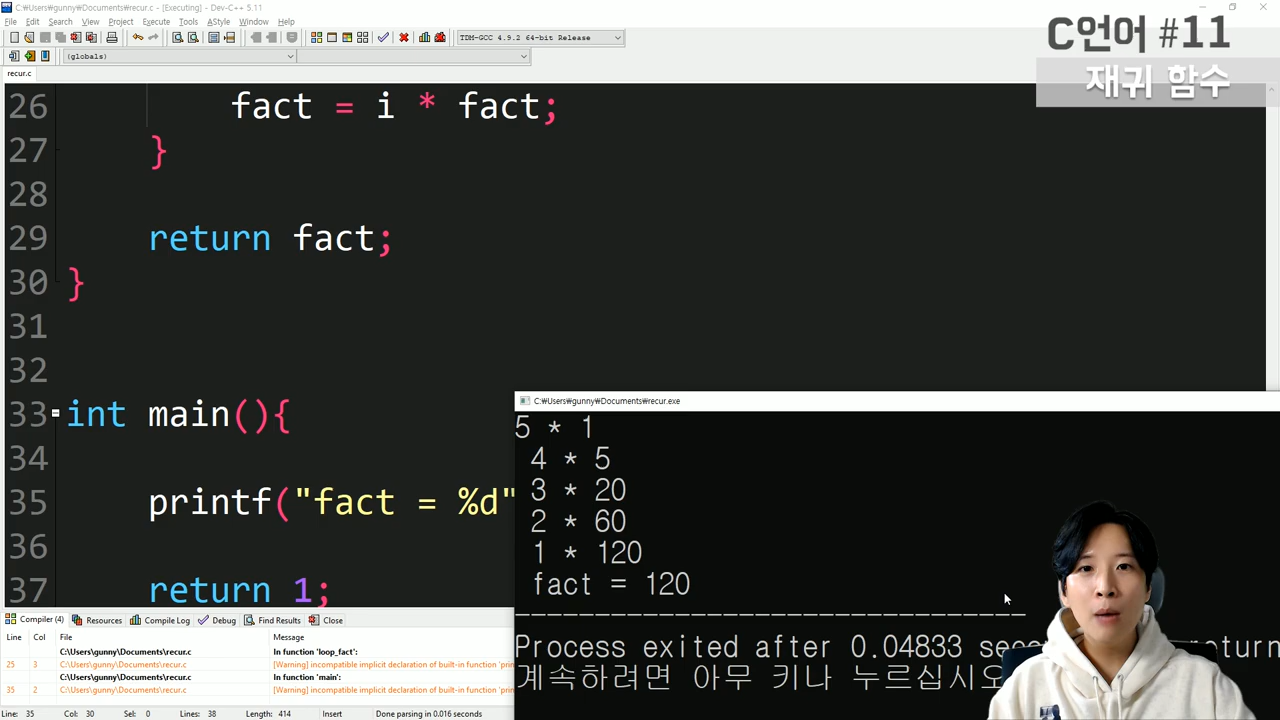 C:\Users\gunny\Documents\recur.c - [Executing] - Dev-C++ 5.11
File Edit Search View Project Execute Tools AStyle Window Help
TDM-GCC 4.9.2 64-bit Release
(globals)
C언어 #11
재귀 함수
recur.c
26 fact = i * fact;
27 }
28
29 return fact;
30 }
31
32
33 int main(){
34
35 printf("fact = %d"
36
37 return 1;
C:₩Users₩gunny₩Documents₩recur.exe
5 * 1
4 * 5
3 * 20
2 * 60
1 * 120
fact = 120
--------------------------------
Process exited after 0.04833 return
계속하려면 아무 키나 누르십시오
Compiler (4) Resources Compile Log Debug Find Results Close
Line Col File Message
C:\Users\gunny\Documents\recur.c In function 'loop_fact':
25 3 C:\Users\gunny\Documents\recur.c [Warning] incompatible implicit declaration of built-in function 'prin
C:\Users\gunny\Documents\recur.c In function 'main':
35 2 C:\Users\gunny\Documents\recur.c [Warning] incompatible implicit declaration of built-in function 'prin
Line: 35 Col: 30 Sel: 0 Lines: 38 Length: 414 Insert Done parsing in 0.016 seconds